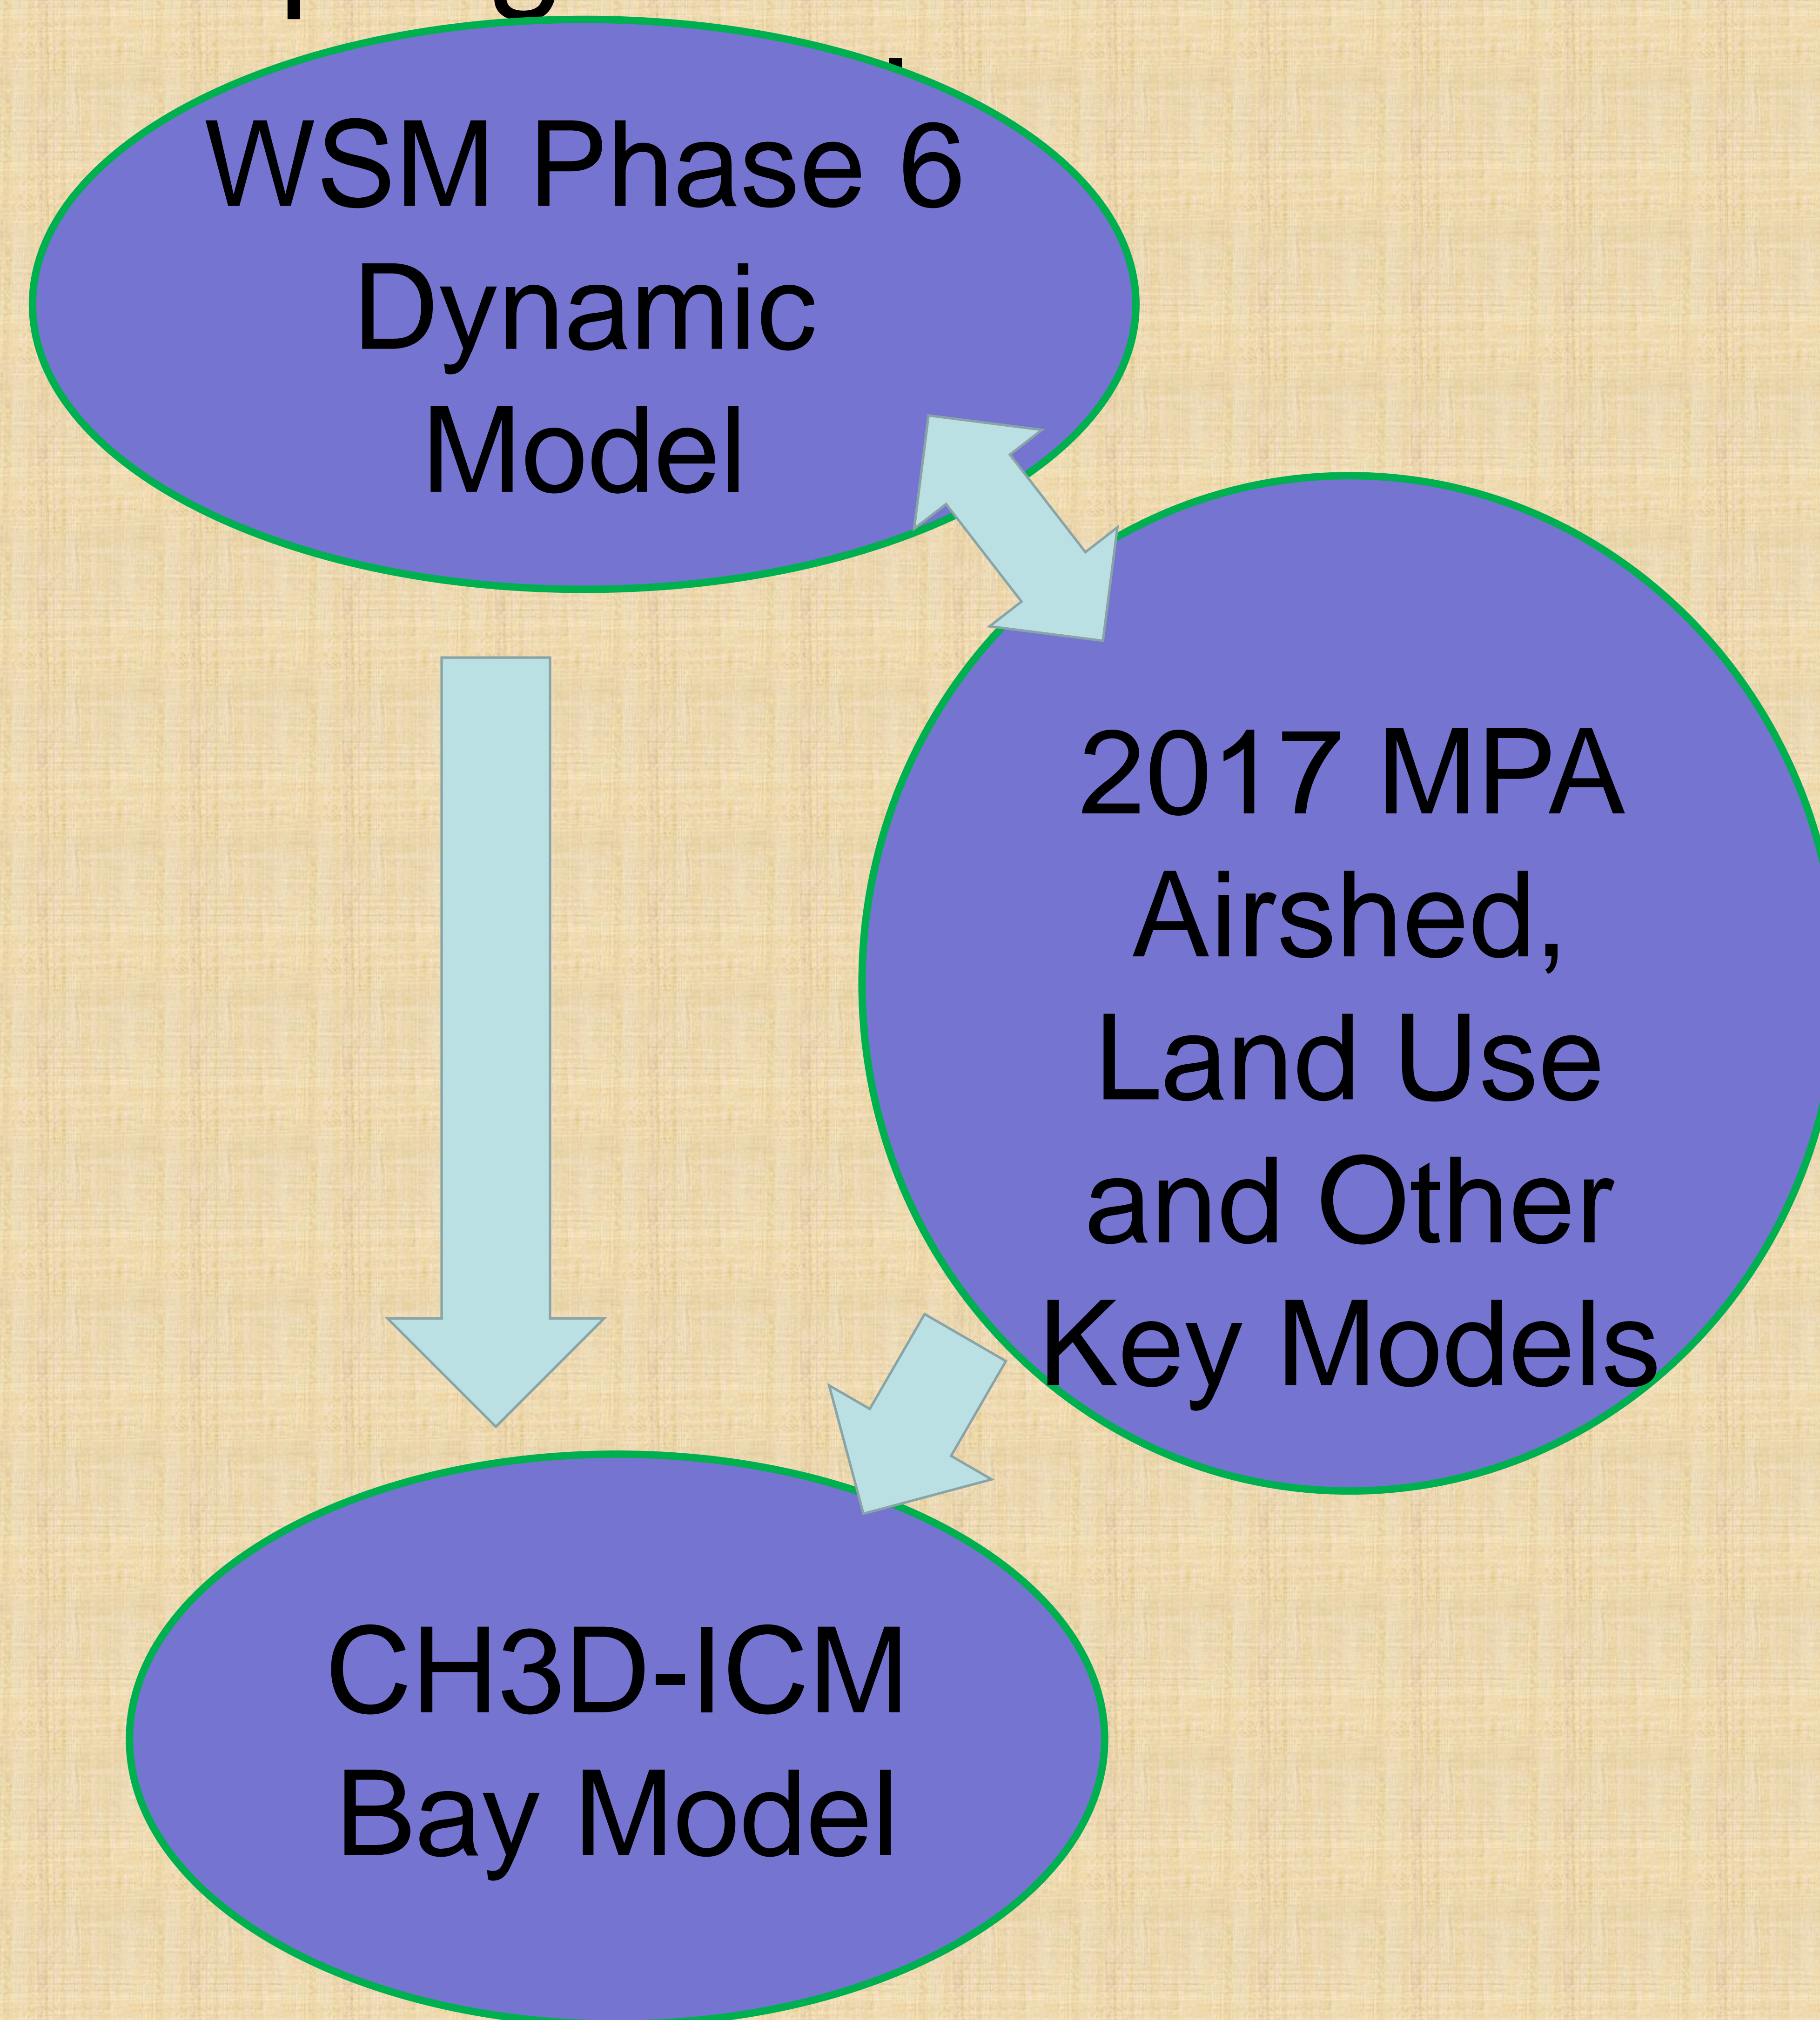 WSM Phase 6
Dynamic
Model
2017 MPA
Airshed,
Land Use
and Other
Key Models
CH3D-ICM
Bay Model